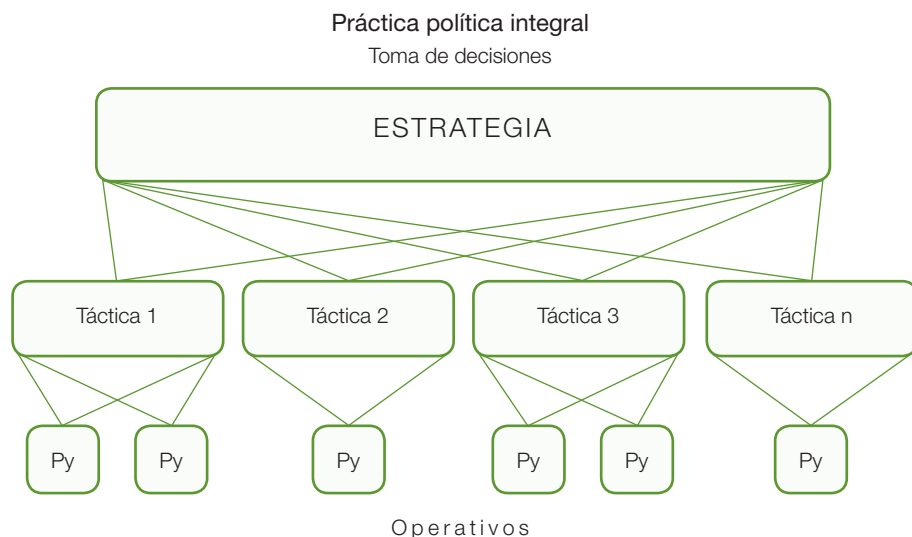 Práctica política integral
Toma de decisiones
ESTRATEGIA
Táctica 1
Táctica 2
Táctica 3
Táctica n
Py
Py
Py
Py
Py
Py
Operativos